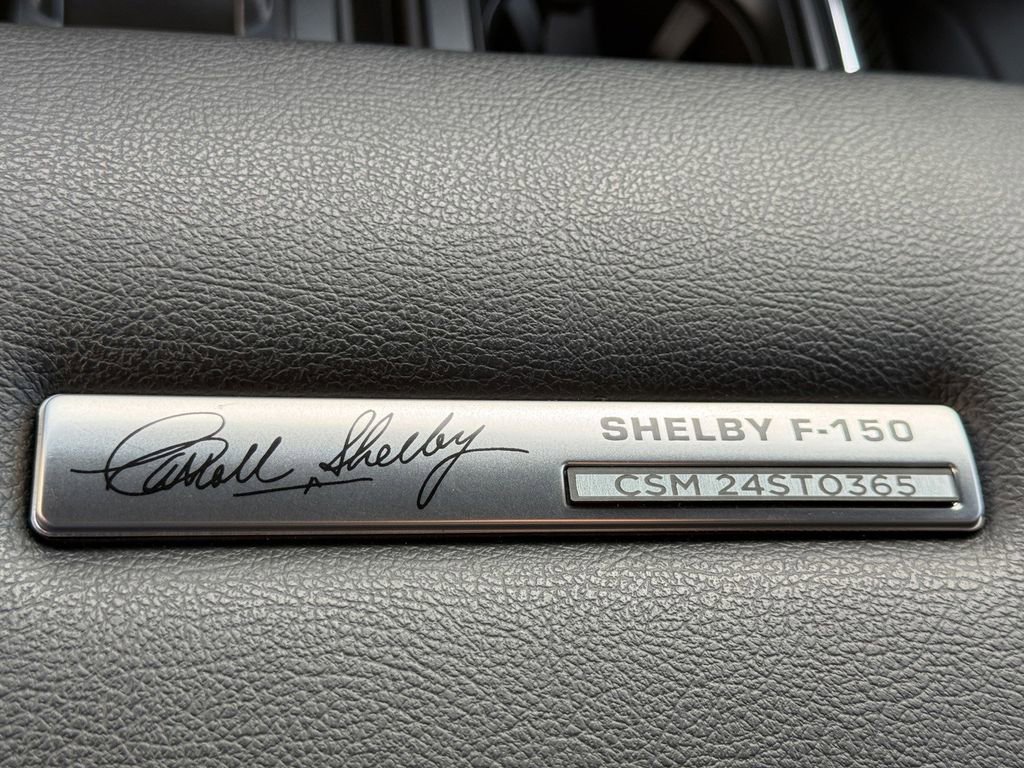 Carroll Shelby
SHELBY F-150
CSM 24ST0365